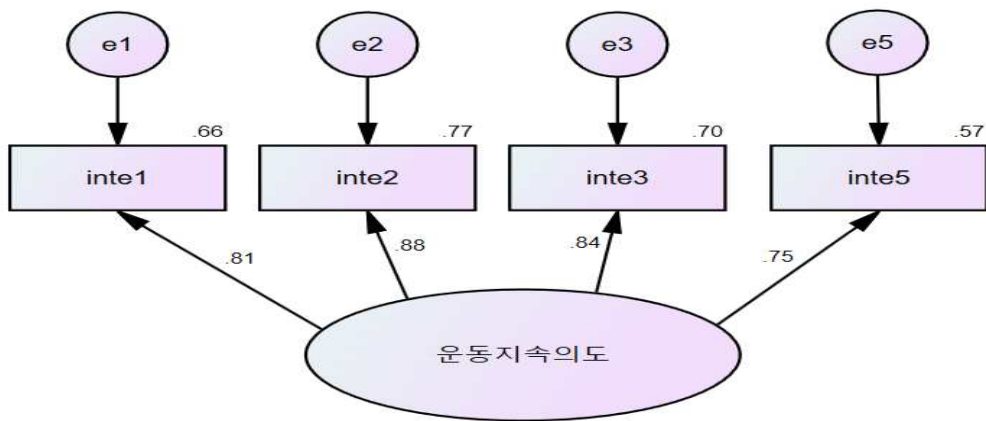 e1 e2 e3 e5
.66 .77 .70 .57
inte1 inte2 inte3 inte5
.81 .88 .84 .75
운동지속의도